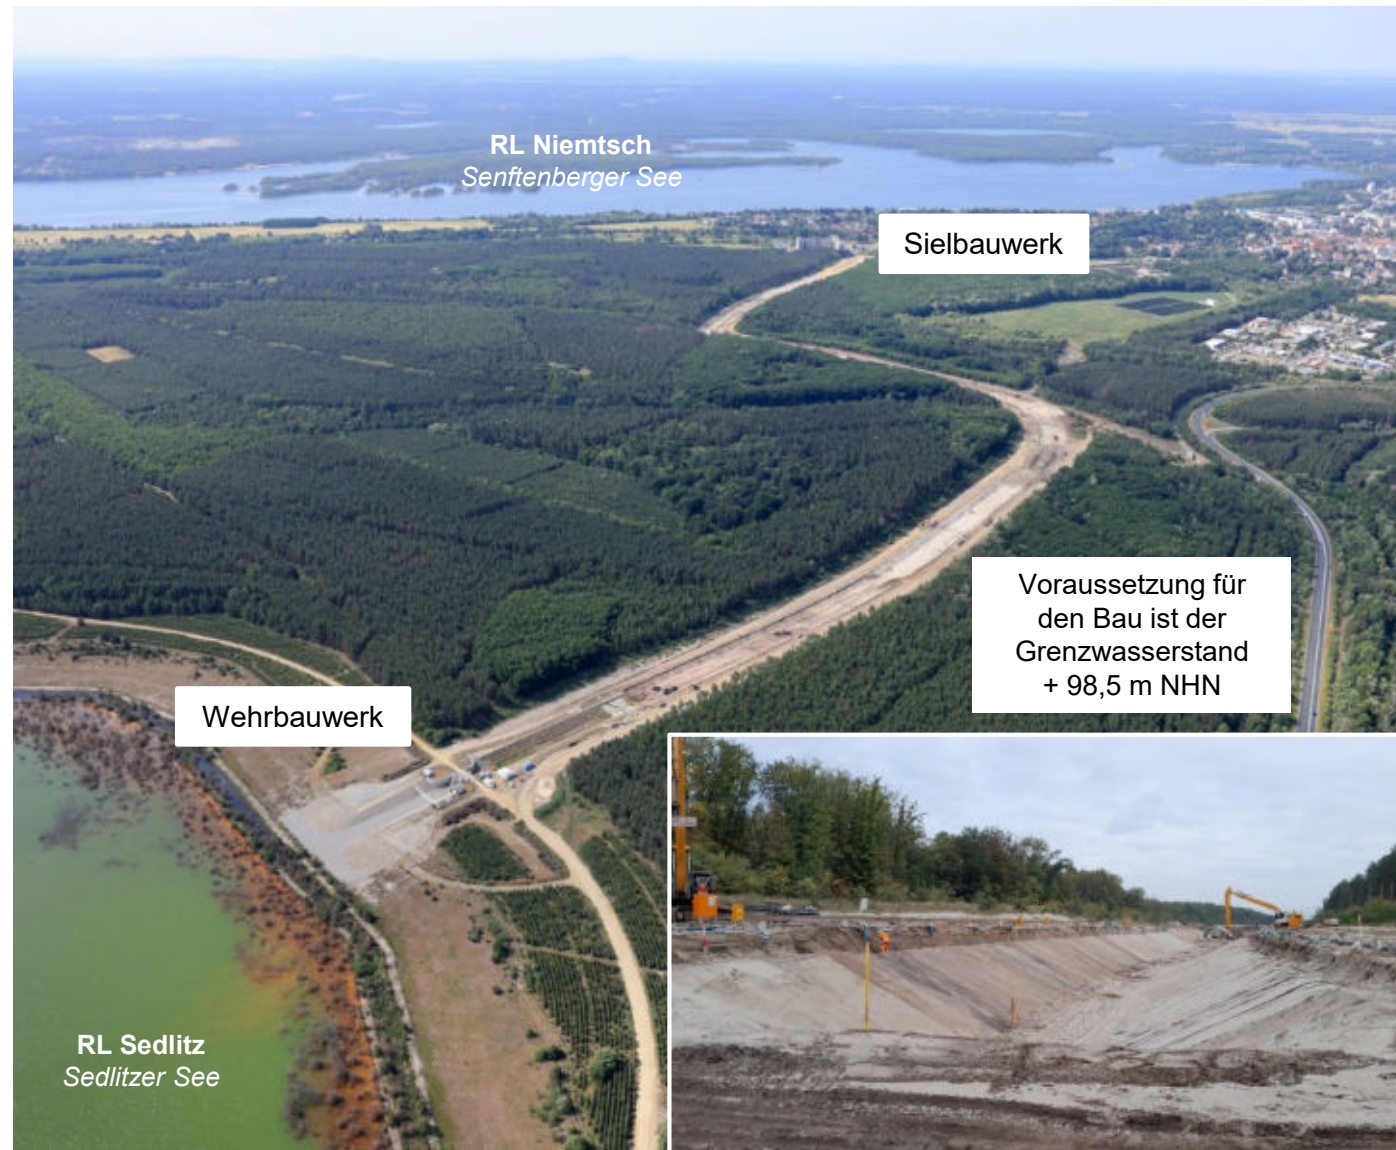 RL Niemtsch
Senftenberger See
Sielbauwerk
Voraussetzung für
den Bau ist der
Grenzwasserstand
+ 98,5 m NHN
Wehrbauwerk
RL Sedlitz
Sedlitzer See